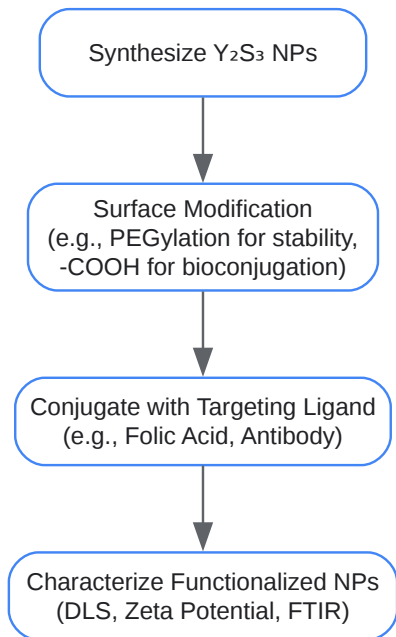 Synthesize Y₂S₃ NPs
Surface Modification
(e.g., PEGylation for stability,
-COOH for bioconjugation)
Conjugate with Targeting Ligand
(e.g., Folic Acid, Antibody)
Characterize Functionalized NPs
(DLS, Zeta Potential, FTIR)